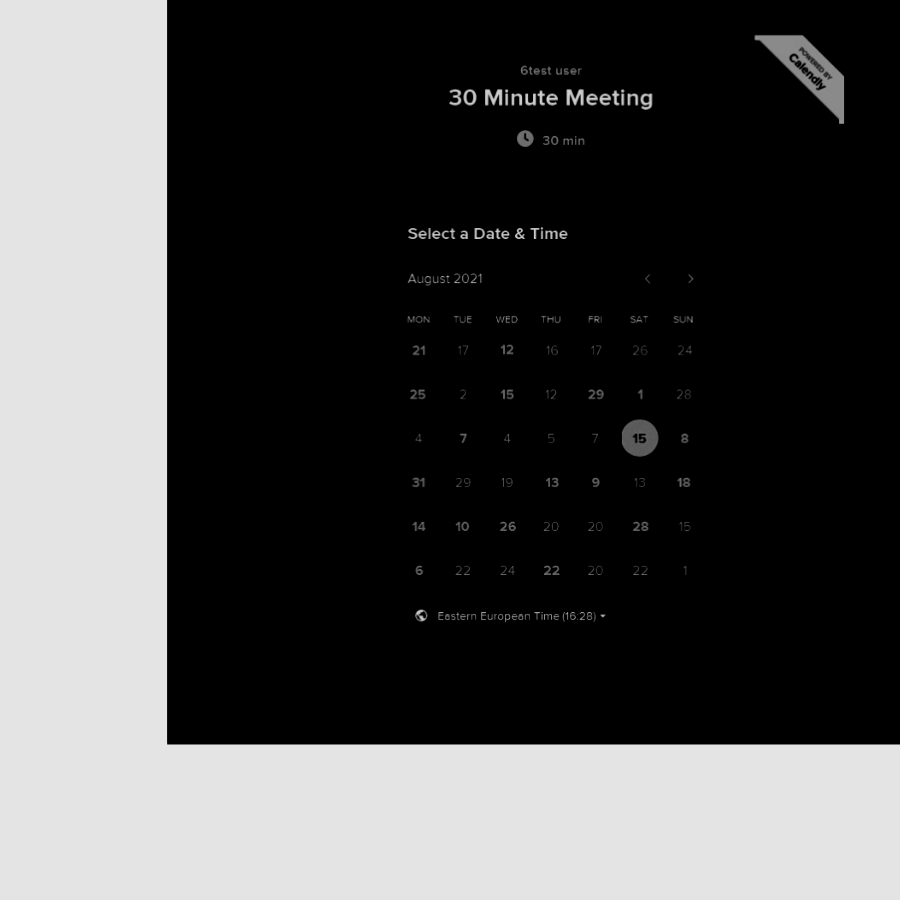 POWERED BY
Calendly
6test user
30 Minute Meeting
30 min
Select a Date & Time
August 2021
MON TUE WED THU FRI SAT SUN
21 17 12 16 17 26 24
25 2 15 12 29 1 28
4 7 4 5 7 15 8
31 29 19 13 9 13 18
14 10 26 20 20 28 15
6 22 24 22 20 22 1
Eastern European Time (16:28)